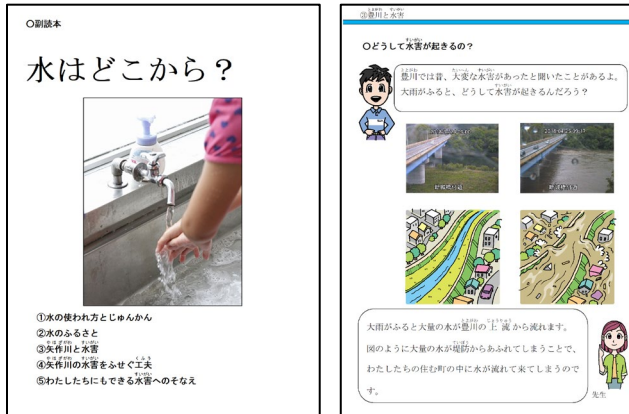 ○副読本
水はどこから？
①水の使われ方とじゅんかん
②水のふるさと
③矢作川と水害
④矢作川の水害をふせぐ工夫
⑤わたしたちにもできる水害へのそなえ
③豊川と水害
○どうして水害が起きるの？
豊川では昔、大変な水害があったと聞いたことがあるよ。
大雨がふると、どうして水害が起きるんだろう？
大雨がふると大量の水が豊川の上流から流れます。
図のように大量の水が堤防からあふれてしまうことで、
わたしたちの住む町の中に水が流れて来てしまうので
す。
先生